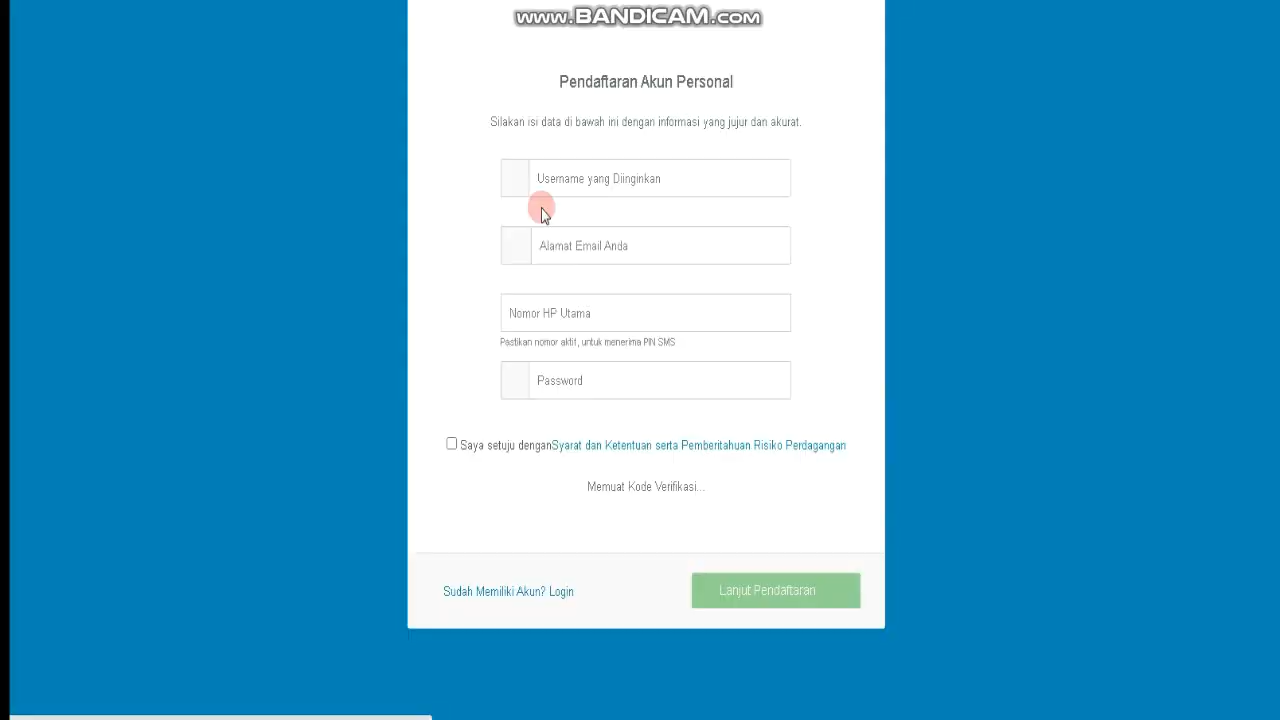 www.BANDICAM.com
Pendaftaran Akun Personal
Silakan isi data di bawah ini dengan informasi yang jujur dan akurat.
Username yang Diinginkan
Alamat Email Anda
Nomor HP Utama
Pastikan nomor aktif, untuk menerima PIN SMS
Password
Saya setuju denganSyarat dan Ketentuan serta Pemberitahuan Risiko Perdagangan
Memuat Kode Verifikasi...
Sudah Memiliki Akun? Login
Lanjut Pendaftaran